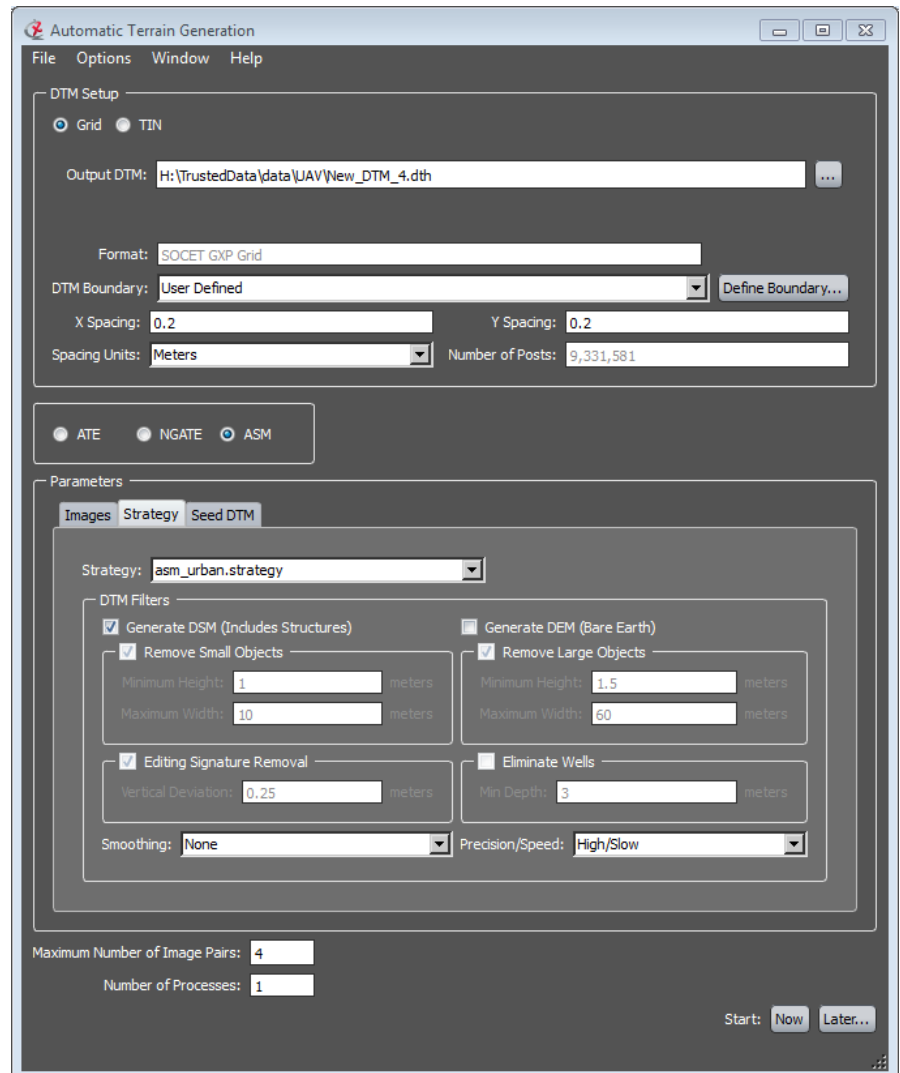 Automatic Terrain Generation
File Options Window Help
DTM Setup
Grid TIN
Output DTM: H:\TrustedData\data\UAV\New_DTM_4.dth ...
Format: SOCET GXP Grid
DTM Boundary: User Defined Define Boundary...
X Spacing: 0.2 Y Spacing: 0.2
Spacing Units: Meters Number of Posts: 9,331,581
ATE NGATE ASM
Parameters
Images Strategy Seed DTM
Strategy: asm_urban.strategy
DTM Filters
Generate DSM (Includes Structures) Generate DEM (Bare Earth)
Remove Small Objects Remove Large Objects
Minimum Height: 1 meters Minimum Height: 1.5 meters
Maximum Width: 10 meters Maximum Width: 60 meters
Editing Signature Removal Eliminate Wells
Vertical Deviation: 0.25 meters Min Depth: 3 meters
Smoothing: None Precision/Speed: High/Slow
Maximum Number of Image Pairs: 4
Number of Processes: 1
Start: Now Later...